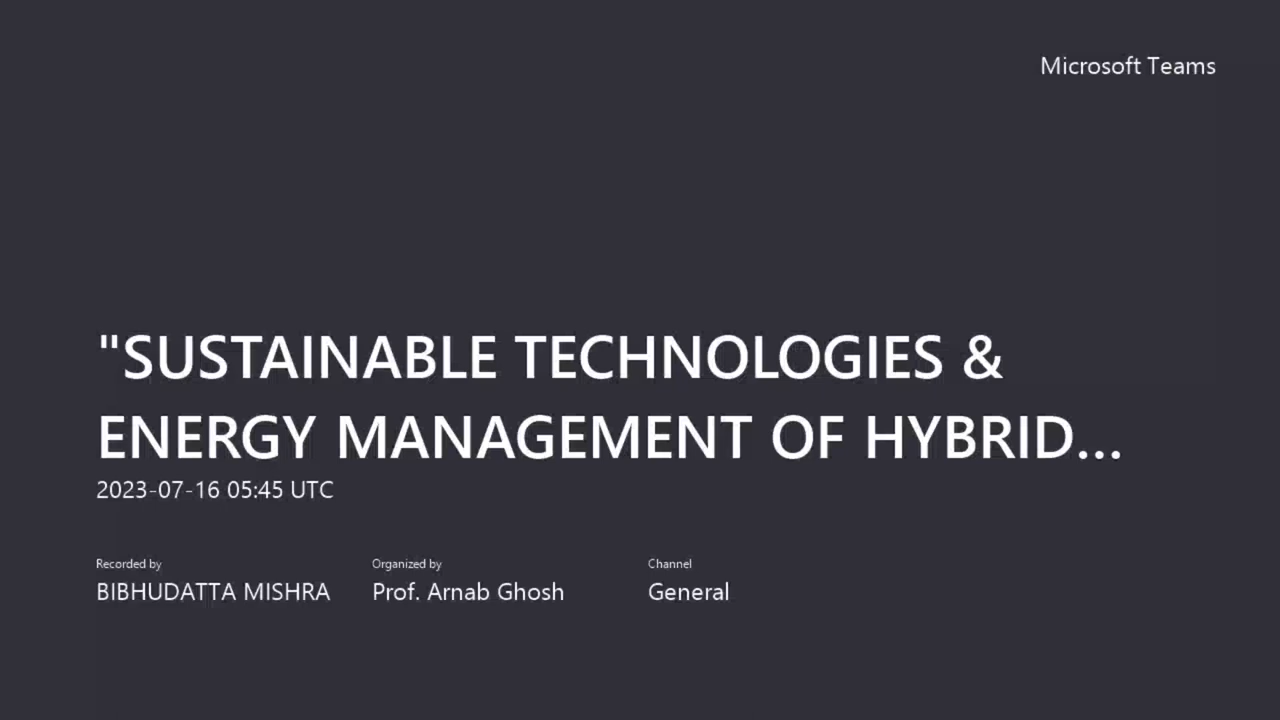 Microsoft Teams
"SUSTAINABLE TECHNOLOGIES &
ENERGY MANAGEMENT OF HYBRID...
2023-07-16 05:45 UTC
Recorded by
BIBHUDATTA MISHRA
Organized by
Prof. Arnab Ghosh
Channel
General